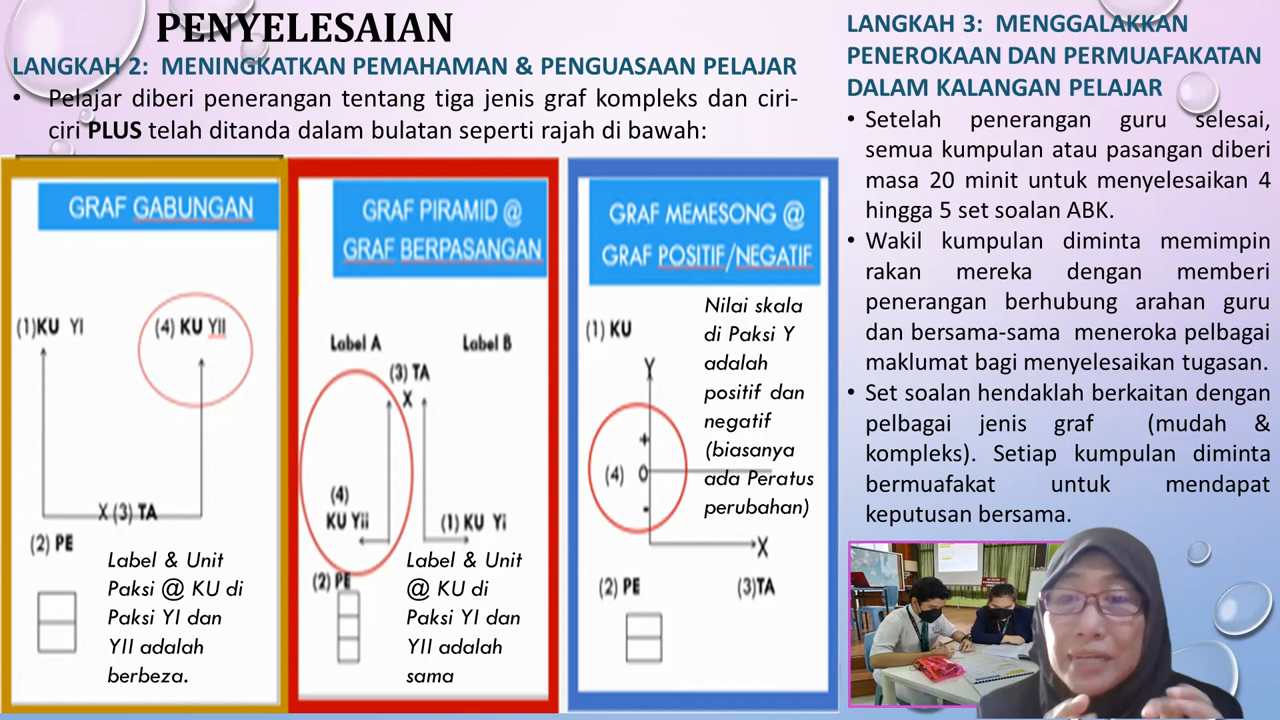 PENYELESAIAN
LANGKAH 2: MENINGKATKAN PEMAHAMAN & PENGUASAAN PELAJAR
• Pelajar diberi penerangan tentang tiga jenis graf kompleks dan ciri-
ciri PLUS telah ditanda dalam bulatan seperti rajah di bawah:
GRAF GABUNGAN
(1)KU YI
(4) KU YII
X (3) TA
(2) PE
Label & Unit
Paksi @ KU di
Paksi YI dan
YII adalah
berbeza.
GRAF PIRAMID @
GRAF BERPASANGAN
Label A
Label B
(3) TA
X
(4)
KU Yii
(1) KU Yi
(2) PE
Label & Unit
@ KU di
Paksi YI dan
YII adalah
sama
GRAF MEMESONG @
GRAF POSITIF/NEGATIF
(1) KU
Y
+
(4) 0
-
X
(2) PE
(3)TA
Nilai skala
di Paksi Y
adalah
positif dan
negatif
(biasanya
ada Peratus
perubahan)
LANGKAH 3: MENGGALAKKAN
PENEROKAAN DAN PERMUAFAKATAN
DALAM KALANGAN PELAJAR
• Setelah penerangan guru selesai,
semua kumpulan atau pasangan diberi
masa 20 minit untuk menyelesaikan 4
hingga 5 set soalan ABK.
• Wakil kumpulan diminta memimpin
rakan mereka dengan memberi
penerangan berhubung arahan guru
dan bersama-sama meneroka pelbagai
maklumat bagi menyelesaikan tugasan.
• Set soalan hendaklah berkaitan dengan
pelbagai jenis graf (mudah &
kompleks). Setiap kumpulan diminta
bermuafakat untuk mendapat
keputusan bersama.